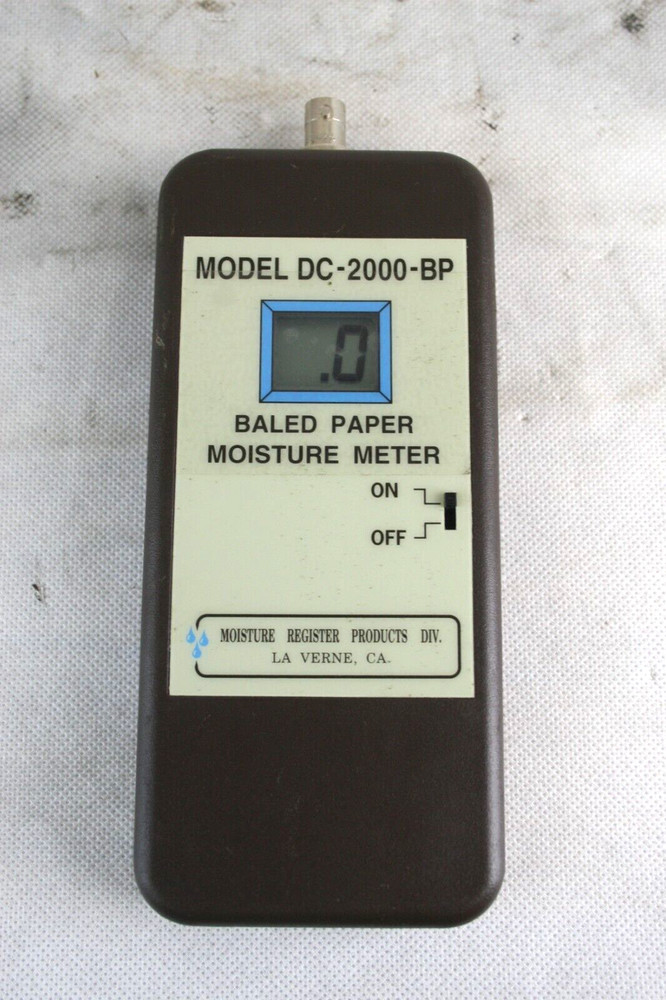 MODEL DC-2000-BP
.0
BALED PAPER
MOISTURE METER
ON
OFF
MOISTURE REGISTER PRODUCTS DIV.
LA VERNE, CA.